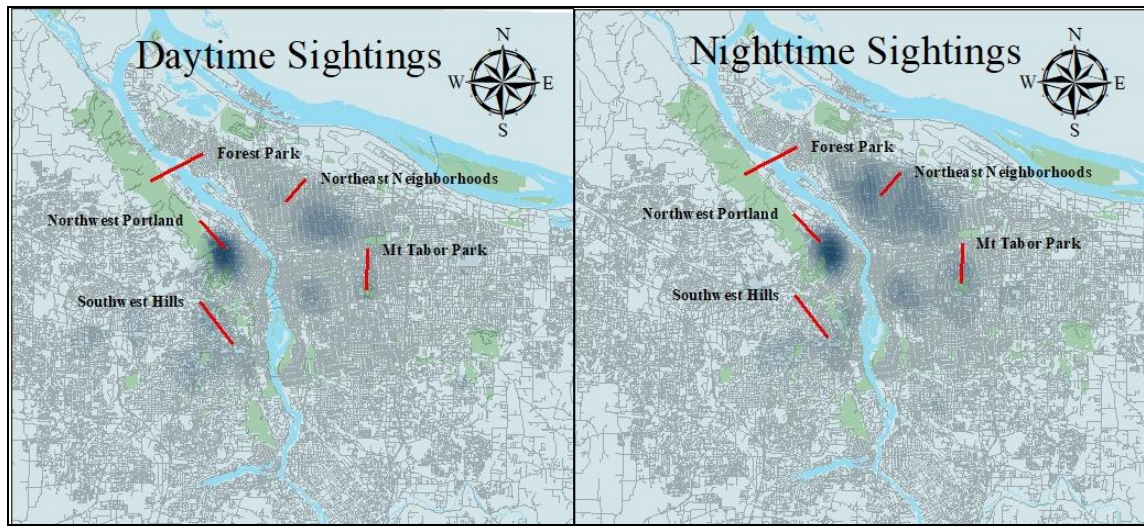 Daytime Sightings
N
W
E
S
Forest Park
Northeast Neighborhoods
Northwest Portland
Mt Tabor Park
Southwest Hills
Nighttime Sightings
N
W
E
S
Forest Park
Northeast Neighborhoods
Northwest Portland
Mt Tabor Park
Southwest Hills